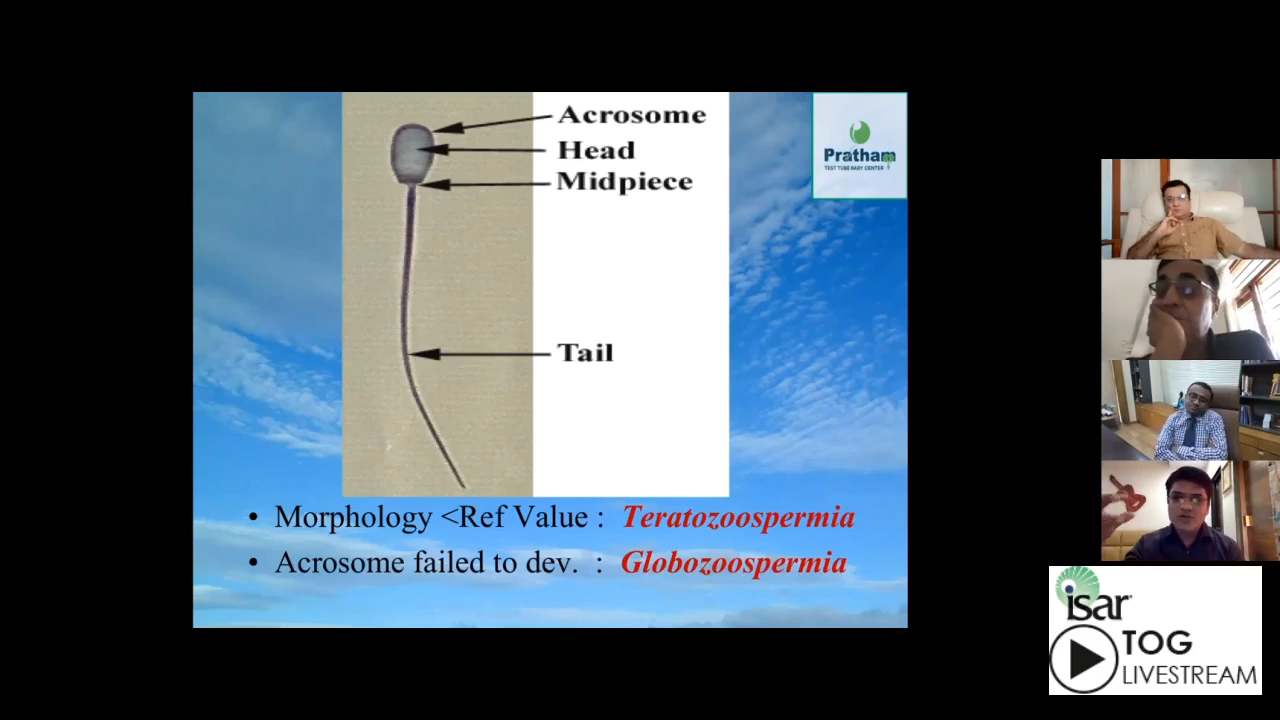 Acrosome
Head
Midpiece
Tail
Pratham
TEST TUBE BABY CENTER
• Morphology <Ref Value : Teratozoospermia
• Acrosome failed to dev. : Globozoospermia
isar
TOG
LIVESTREAM